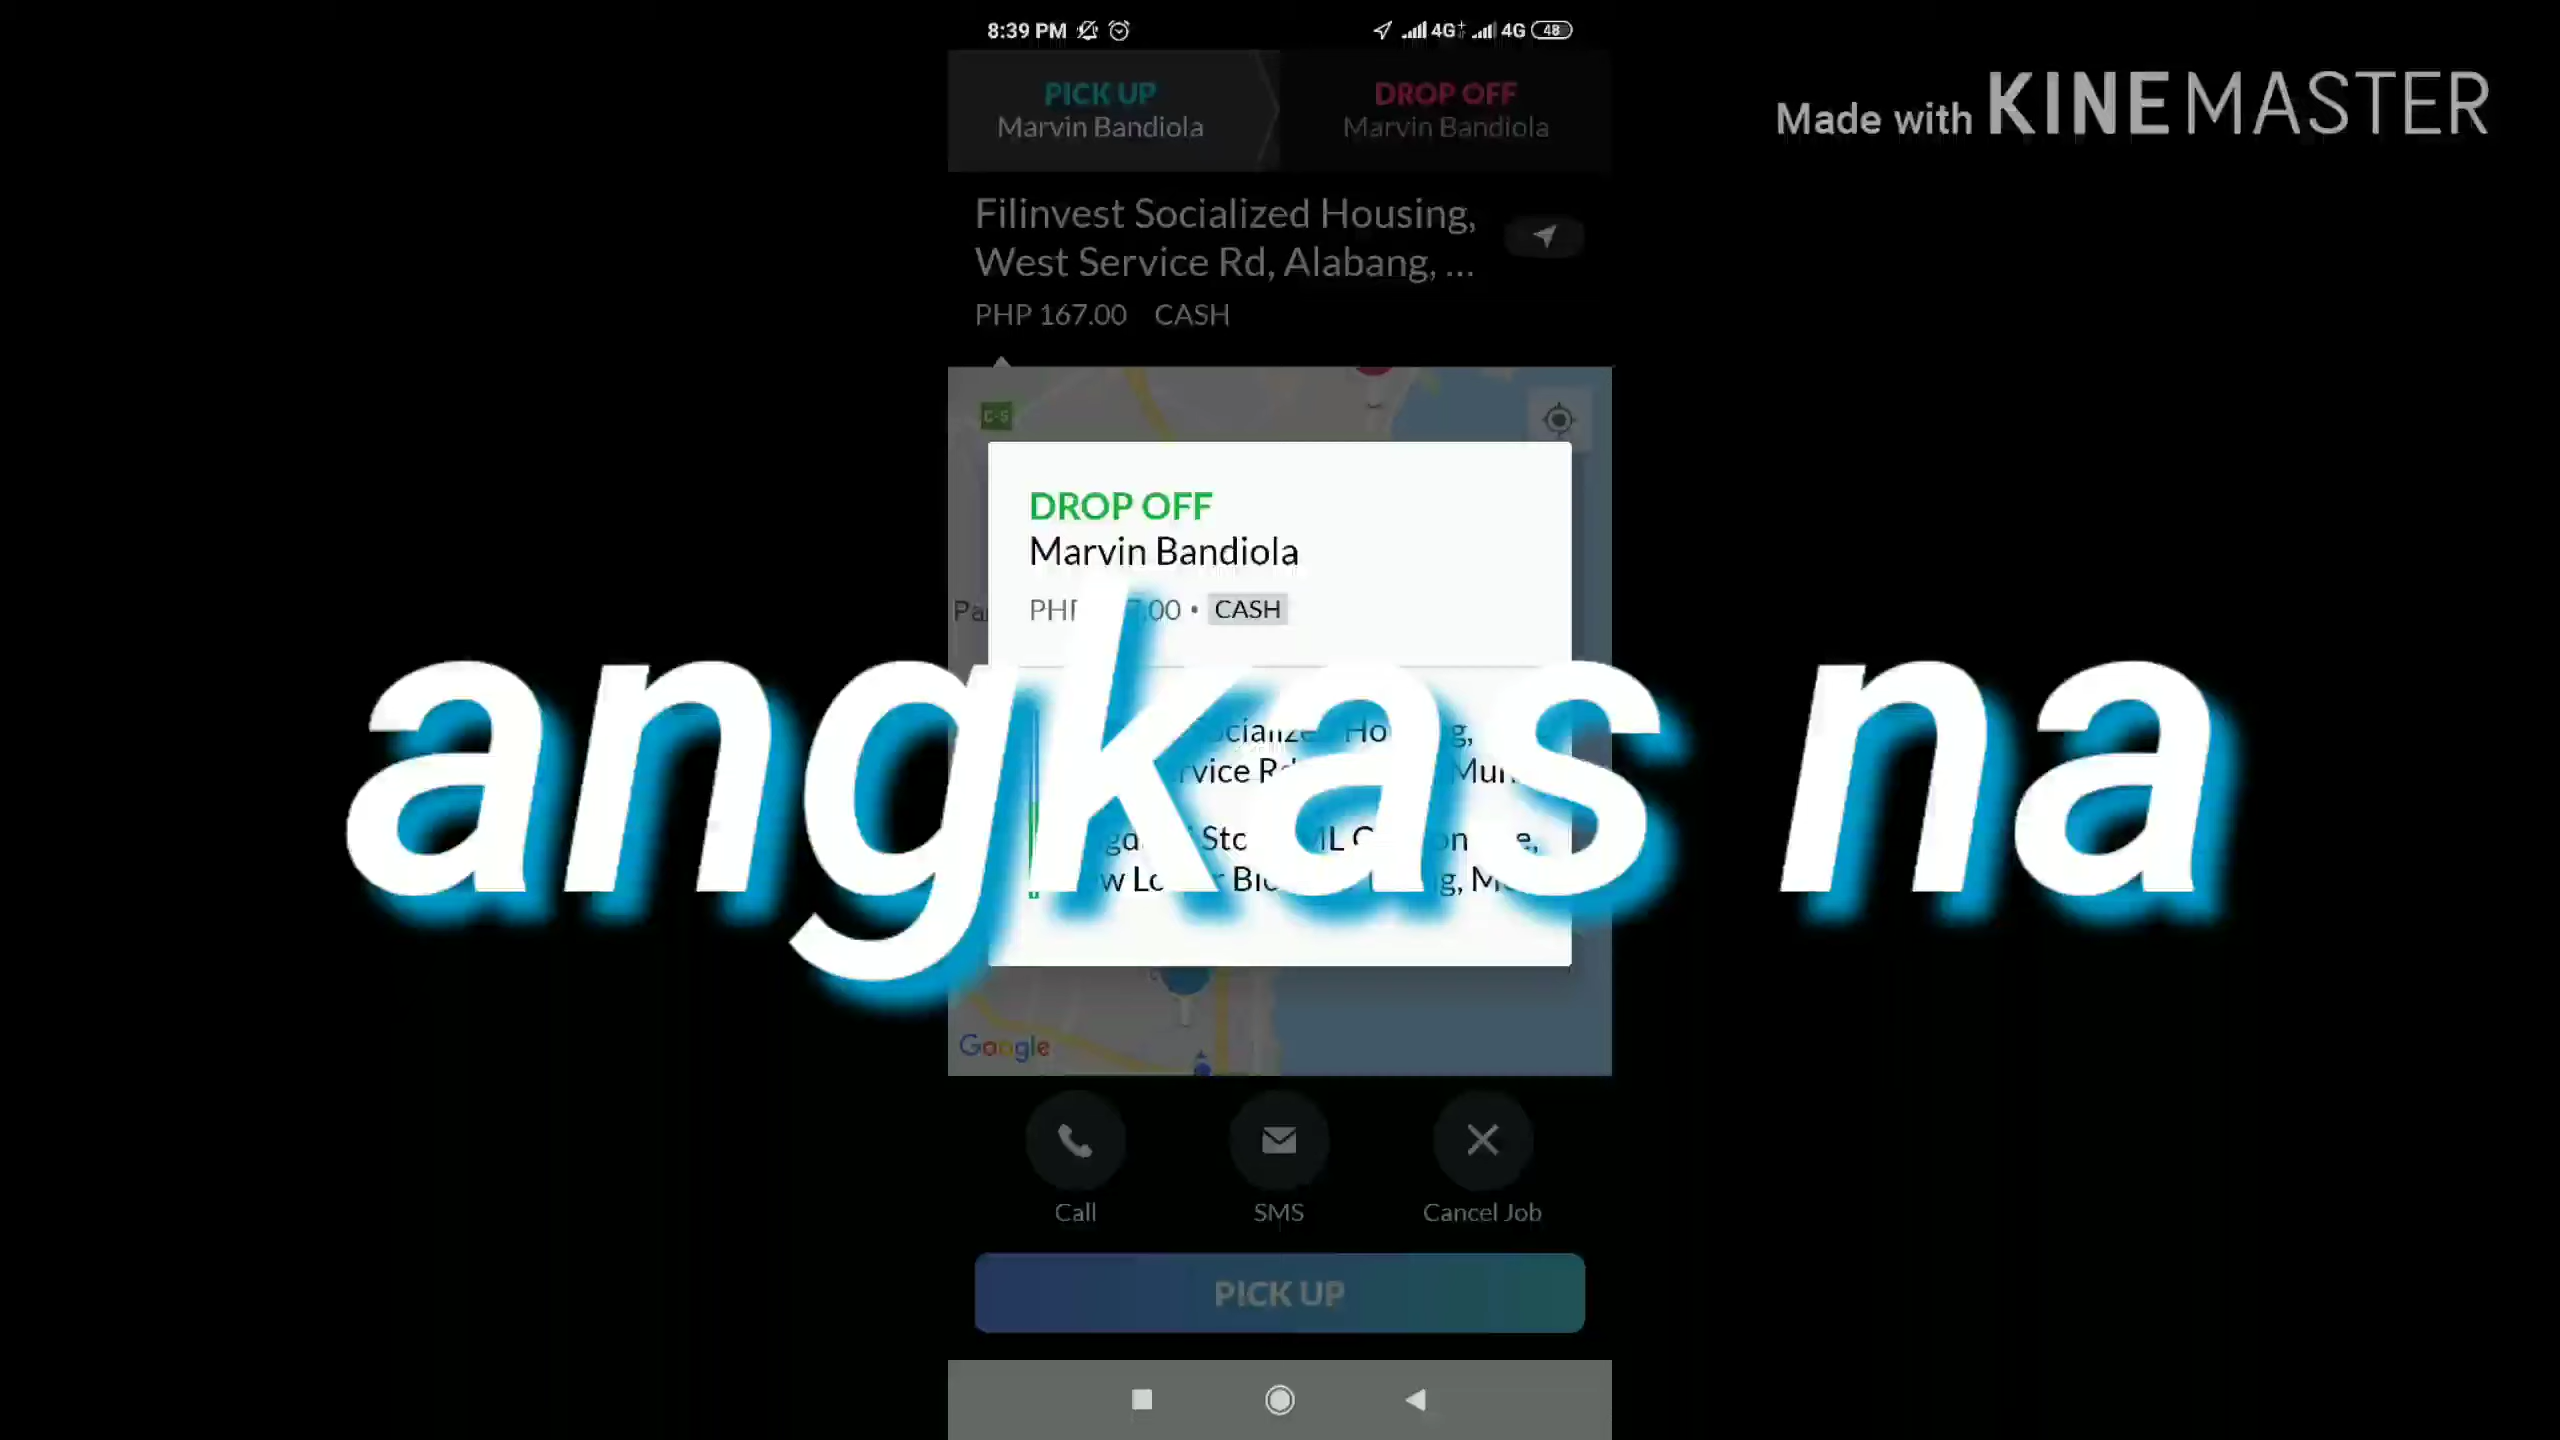 8:39 PM 4G+ 4G 48
Made with KINEMASTER
PICK UP
Marvin Bandiola
DROP OFF
Marvin Bandiola
Filinvest Socialized Housing,
West Service Rd, Alabang, ...
PHP 167.00 CASH
C-5
DROP OFF
Marvin Bandiola
.00 • CASH
angkas na
Google
Call
SMS
Cancel Job
PICK UP